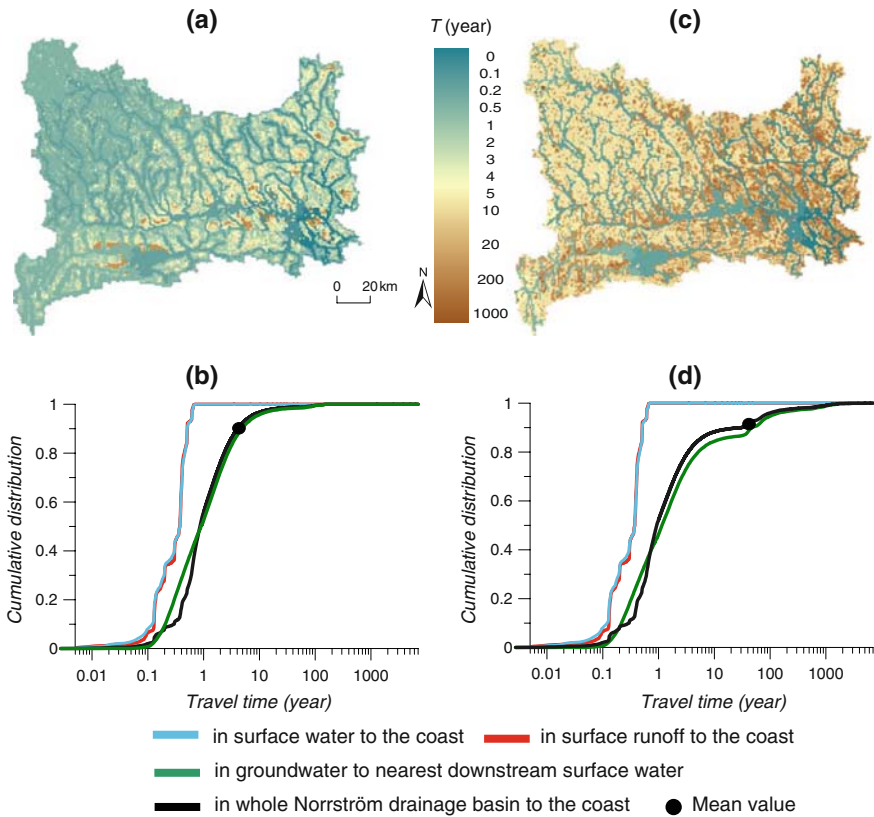 (a)
T (year)
(c)
0
0.1
0.2
0.5
1
2
3
4
5
10
20
200
1000
N
0 20 km
(b)
(d)
Cumulative distribution
1
0.8
0.6
0.4
0.2
0
0.01 0.1 1 10 100 1000
Travel time (year)
Cumulative distribution
1
0.8
0.6
0.4
0.2
0
0.01 0.1 1 10 100 1000
Travel time (year)
in surface water to the coast
in surface runoff to the coast
in groundwater to nearest downstream surface water
in whole Norrström drainage basin to the coast
Mean value